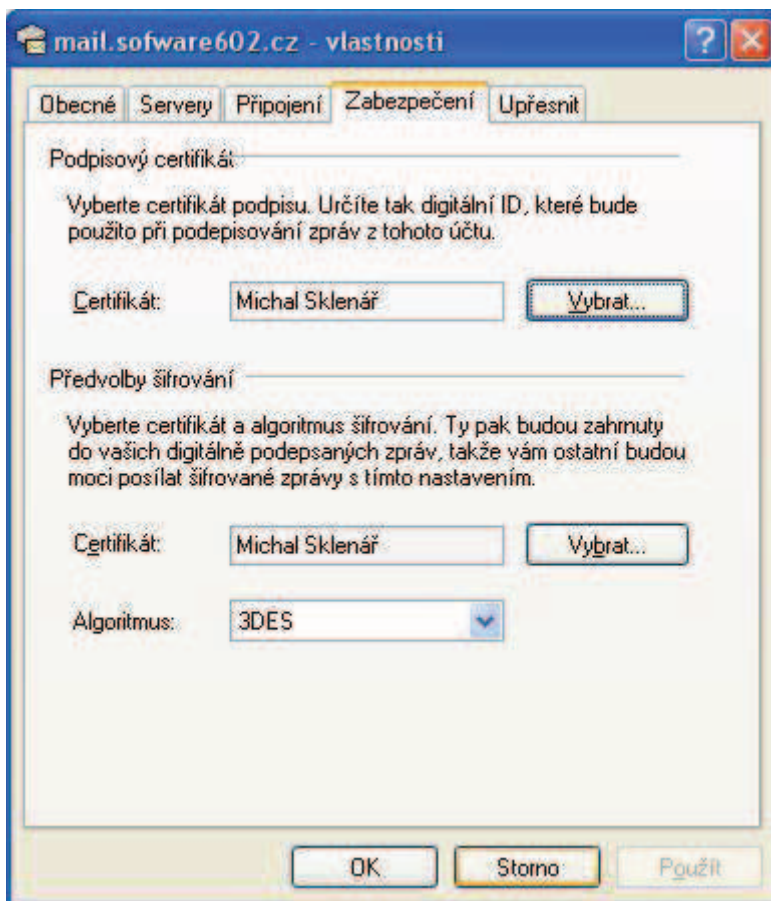 mail.sofware602.cz - vlastnosti
Obecné Servery Připojení Zabezpečení Upřesnit
Podpisový certifikát
Vyberte certifikát podpisu. Určíte tak digitální ID, které bude
použito při podepisování zpráv z tohoto účtu.
Certifikát: Michal Sklenář Vybrat...
Předvolby šifrování
Vyberte certifikát a algoritmus šifrování. Ty pak budou zahrnuty
do vašich digitálně podepsaných zpráv, takže vám ostatní budou
moci posílat šifrované zprávy s tímto nastavením.
Certifikát: Michal Sklenář Vybrat...
Algoritmus: 3DES
OK Storno Použít